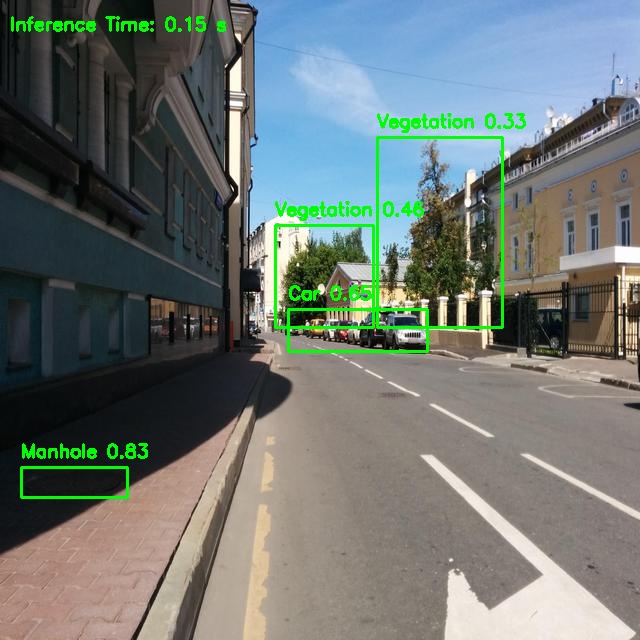 Inference Time: 0.15 s
Vegetation 0.33
Vegetation 0.46
Car 0.65
Manhole 0.83